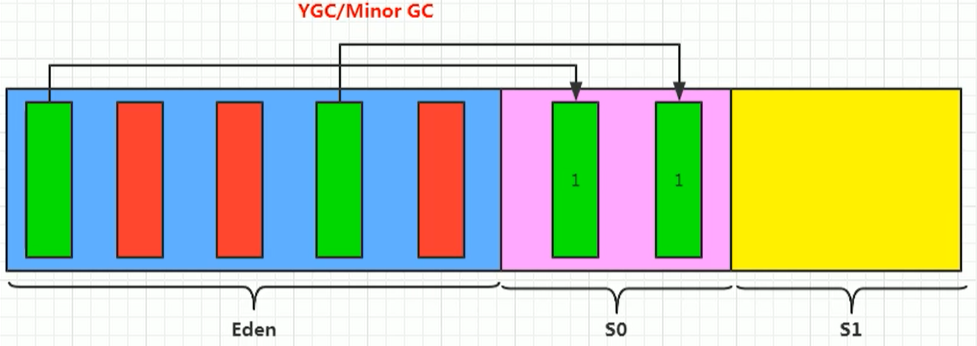 YGC/Minor GC
1 1
Eden S0 S1